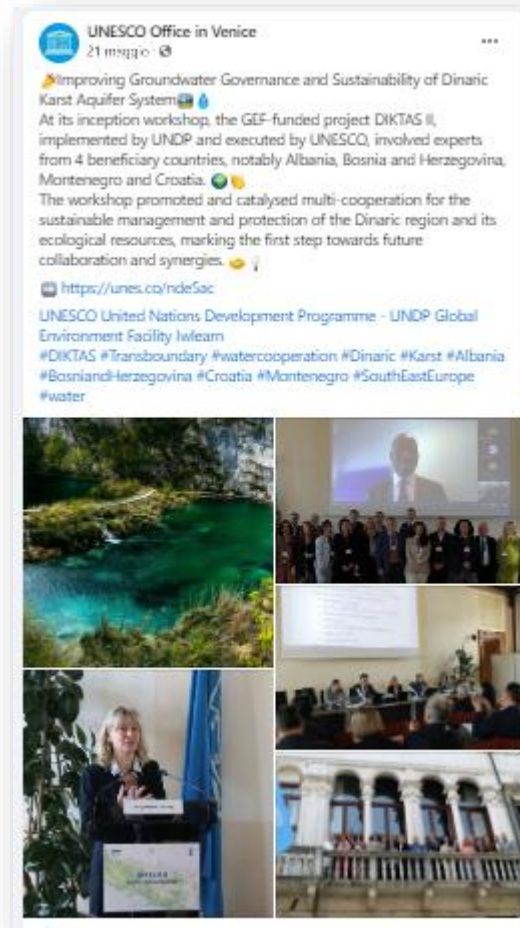 UNESCO Office in Venice
21 maggio
Improving Groundwater Governance and Sustainability of Dinaric
Karst Aquifer System
At its inception workshop, the GEF-funded project DIKTAS II,
implemented by UNDP and executed by UNESCO, involved experts
from 4 beneficiary countries, notably Albania, Bosnia and Herzegovina,
Montenegro and Croatia.
The workshop promoted and catalysed multi-cooperation for the
sustainable management and protection of the Dinaric region and its
ecological resources, marking the first step towards future
collaboration and synergies.
https://unes.co/nde5ac
UNESCO United Nations Development Programme - UNDP Global
Environment Facility Iwlearn
#DIKTAS #Transboundary #watercooperation #Dinaric #Karst #Albania
#BosniandHerzegovina #Croatia #Montenegro #SouthEastEurope
#water